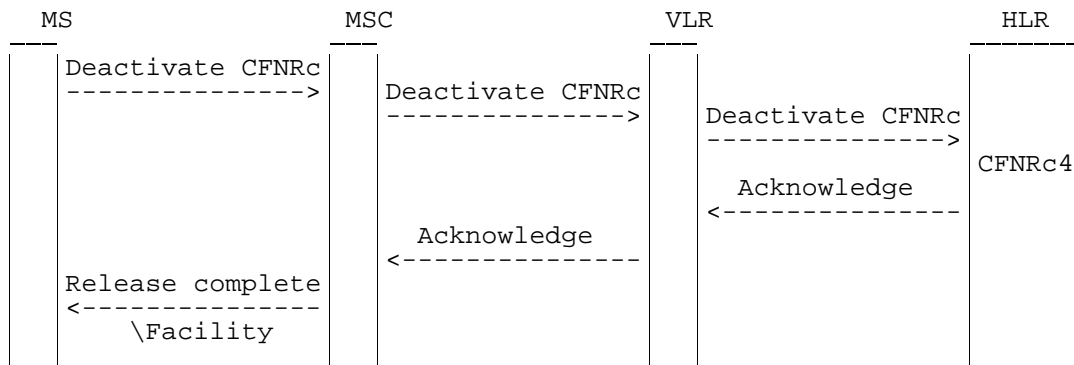 MS MSC VLR HLR
Deactivate CFNRc
--------------->
Deactivate CFNRc
--------------->
Deactivate CFNRc
--------------->
CFNRc4
Acknowledge
<---------------
Acknowledge
<---------------
Release complete
<---------------
\Facility